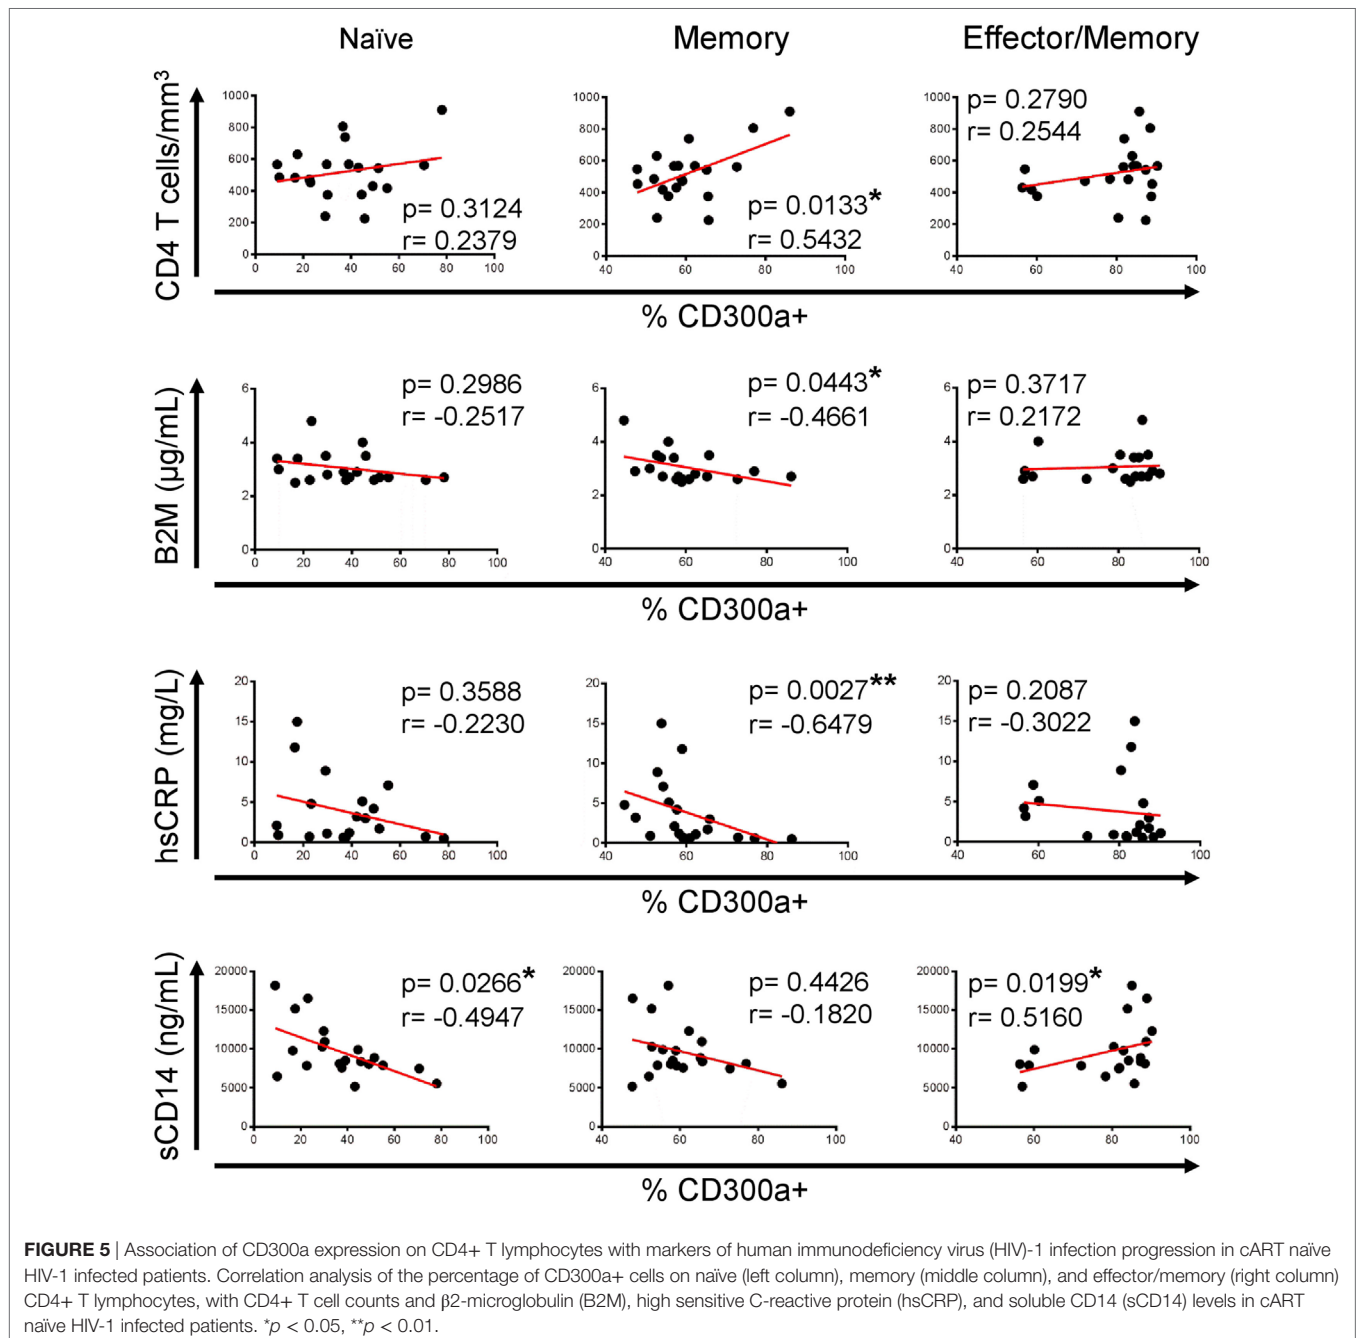 Naïve Memory Effector/Memory
CD4 T cells/mm³
1000 800 600 400 200 0
0 20 40 60 80 100
p= 0.3124
r= 0.2379
1000 800 600 400 200 0
40 60 80 100
p= 0.0133*
r= 0.5432
1000 800 600 400 200 0
40 60 80 100
p= 0.2790
r= 0.2544
% CD300a+
B2M (µg/mL)
6 4 2 0
0 20 40 60 80 100
p= 0.2986
r= -0.2517
6 4 2 0
40 60 80 100
p= 0.0443*
r= -0.4661
6 4 2 0
40 60 80 100
p= 0.3717
r= 0.2172
% CD300a+
hsCRP (mg/L)
20 15 10 5 0
0 20 40 60 80 100
p= 0.3588
r= -0.2230
20 15 10 5 0
40 60 80 100
p= 0.0027**
r= -0.6479
20 15 10 5 0
40 60 80 100
p= 0.2087
r= -0.3022
% CD300a+
sCD14 (ng/mL)
20000 15000 10000 5000 0
0 20 40 60 80 100
p= 0.0266*
r= -0.4947
20000 15000 10000 5000 0
40 60 80 100
p= 0.4426
r= -0.1820
20000 15000 10000 5000 0
40 60 80 100
p= 0.0199*
r= 0.5160
% CD300a+
FIGURE 5 | Association of CD300a expression on CD4+ T lymphocytes with markers of human immunodeficiency virus (HIV)-1 infection progression in cART naïve
HIV-1 infected patients. Correlation analysis of the percentage of CD300a+ cells on naïve (left column), memory (middle column), and effector/memory (right column)
CD4+ T lymphocytes, with CD4+ T cell counts and β2-microglobulin (B2M), high sensitive C-reactive protein (hsCRP), and soluble CD14 (sCD14) levels in cART
naïve HIV-1 infected patients. *p < 0.05, **p < 0.01.